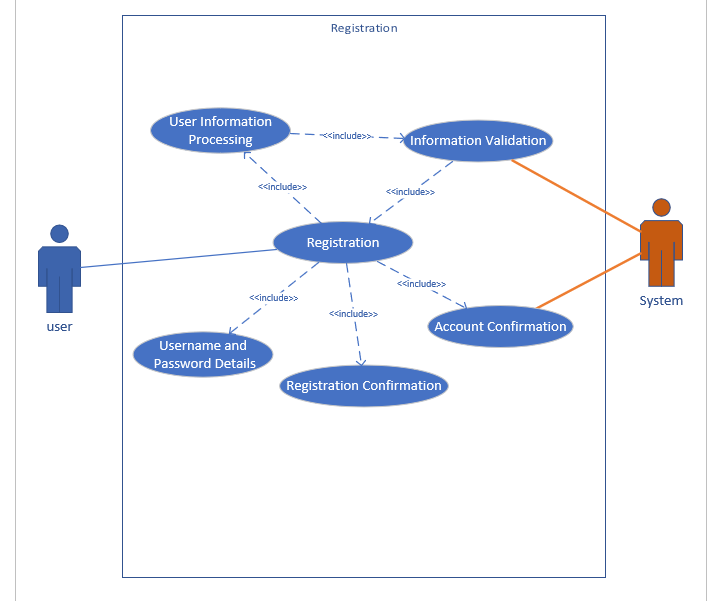 Registration
User Information
Processing
<<include>>
Information Validation
<<include>>
<<include>>
Registration
user
System
<<include>>
<<include>>
<<include>>
Account Confirmation
Username and
Password Details
Registration Confirmation